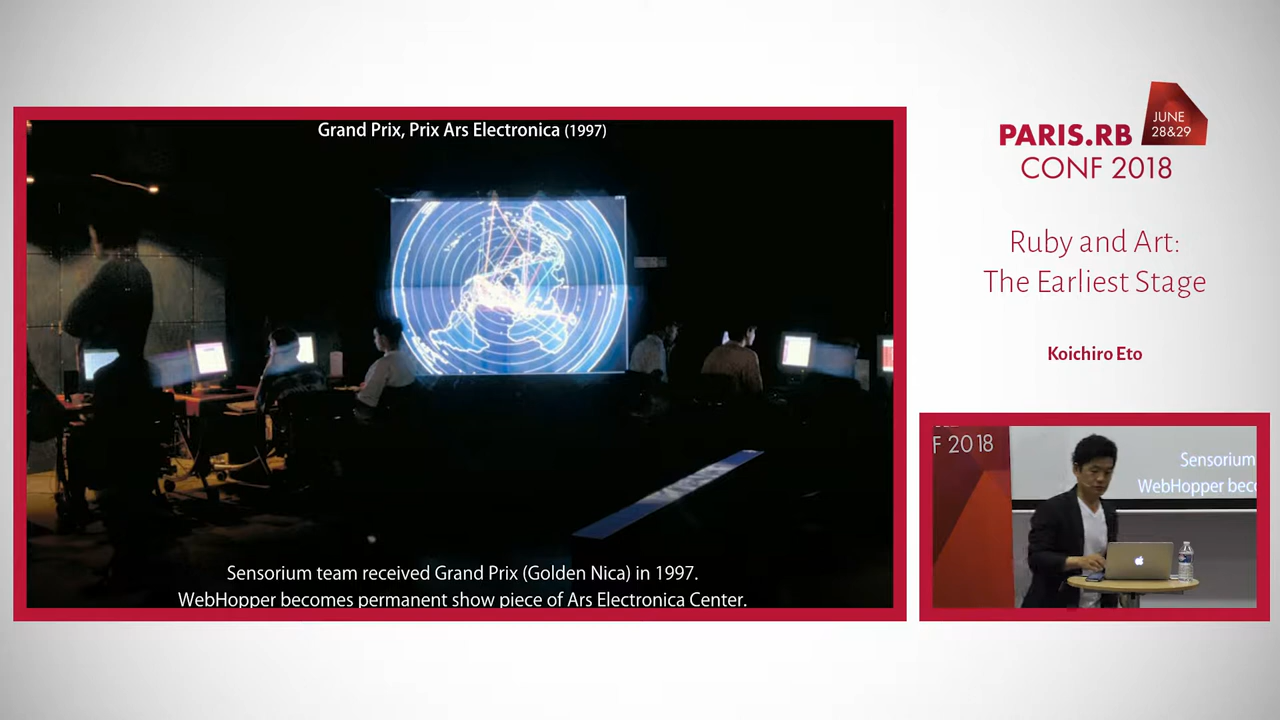 Grand Prix, Prix Ars Electronica (1997)
Sensorium team received Grand Prix (Golden Nica) in 1997.
WebHopper becomes permanent show piece of Ars Electronica Center.
PARIS.RB
JUNE
28&29
CONF 2018
Ruby and Art:
The Earliest Stage
Koichiro Eto
F 2018
Sensorium
WebHopper bec